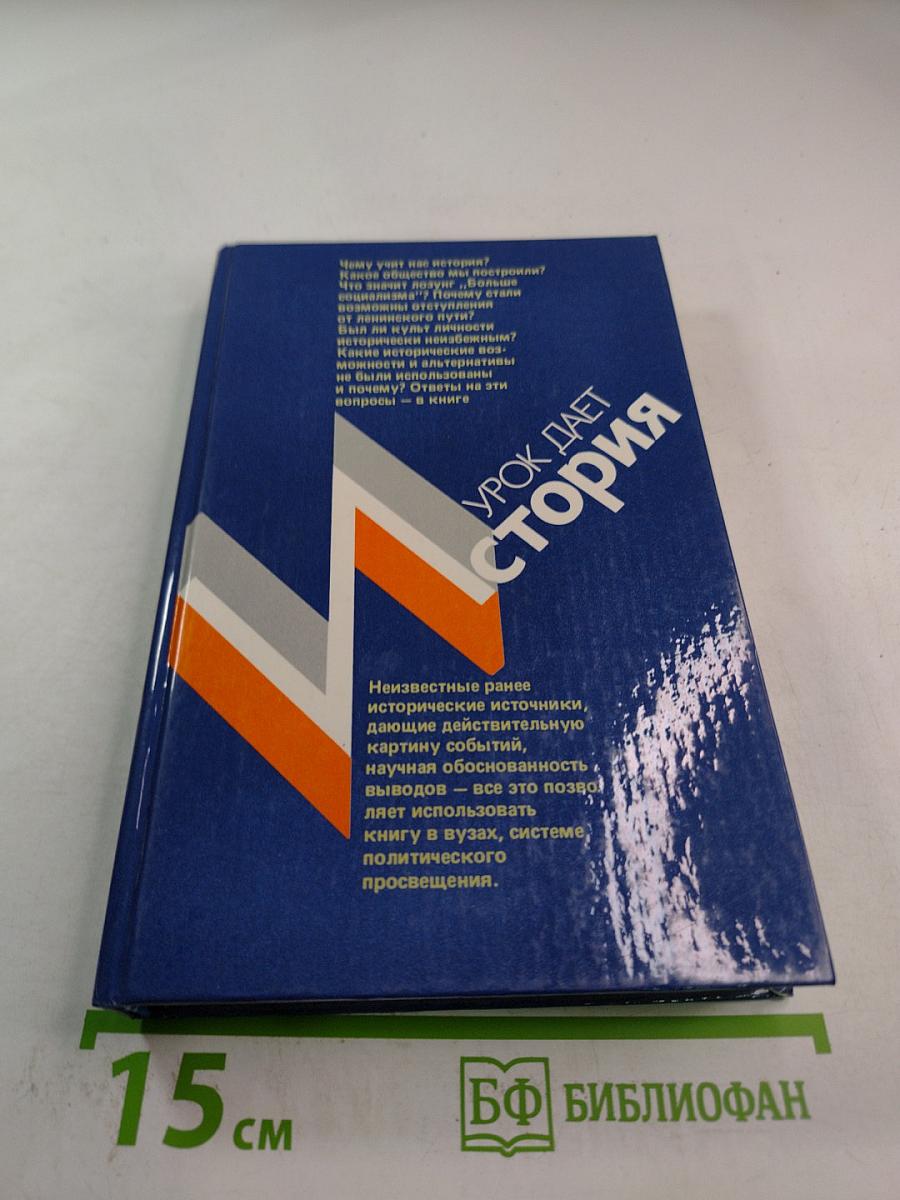 Чему учит нас история?
Какое общество мы построили?
Что значит лозунг „Больше
социализма"? Почему стали
возможны отступления
от ленинского пути?
Был ли культ личности
исторически неизбежным?
Какие исторические воз-
можности и альтернативы
не были использованы
и почему? Ответы на эти
вопросы — в книге
УРОК ДАЕТ
История
Неизвестные ранее
исторические источники,
дающие действительную
картину событий,
научная обоснованность
выводов — все это позво
ляет использовать
книгу в вузах, системе
политического
просвещения.
15 см
БФ БИБЛИОФАН